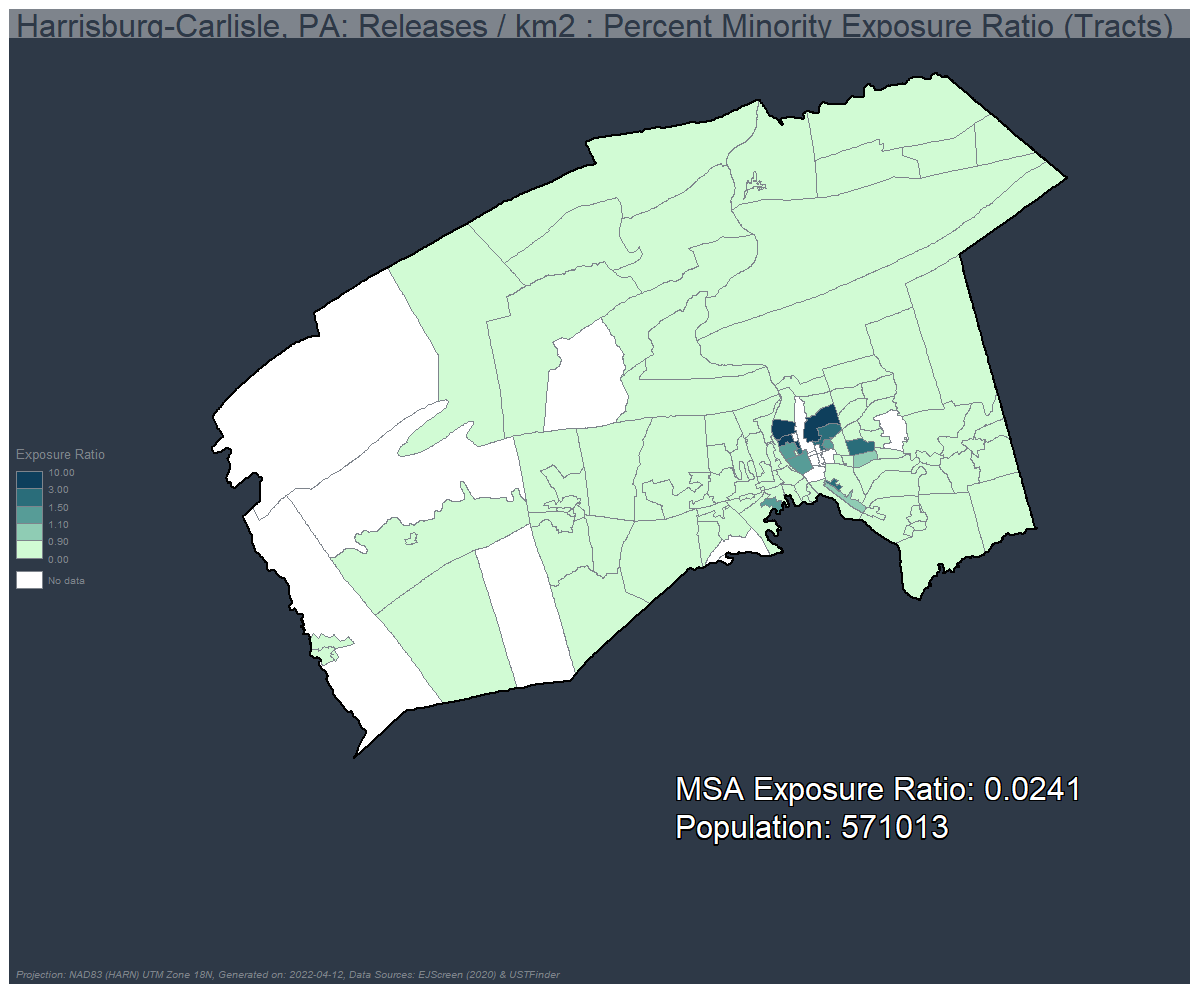 Harrisburg-Carlisle, PA: Releases / km2 : Percent Minority Exposure Ratio (Tracts)
Exposure Ratio
10.00
3.00
1.50
1.10
0.90
0.00
No data
MSA Exposure Ratio: 0.0241
Population: 571013
Projection: NAD83 (HARN) UTM Zone 18N, Generated on: 2022-04-12, Data Sources: EJScreen (2020) & USTFinder